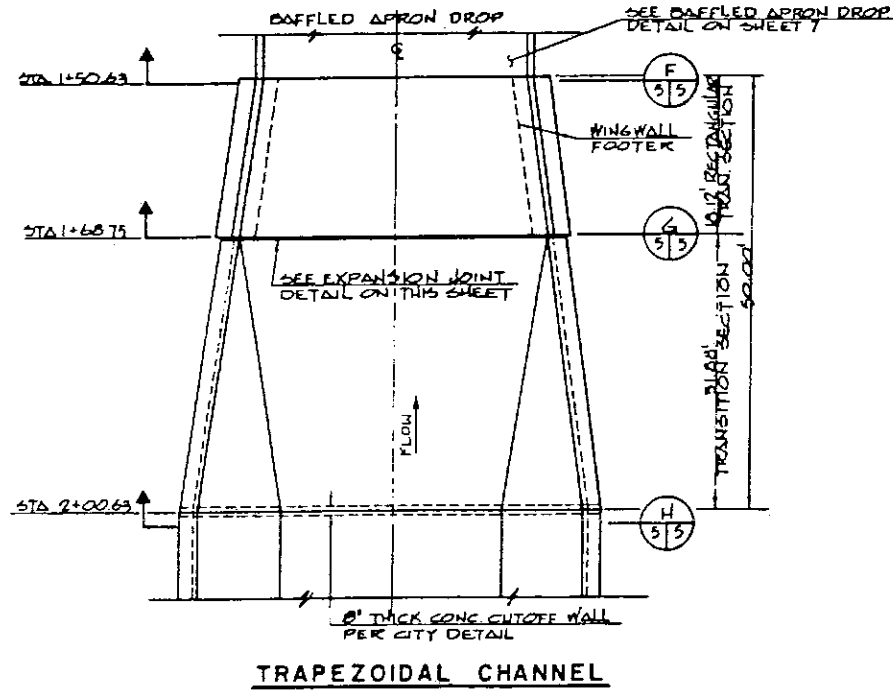 BAFFLED APRON DROP
SEE BAFFLED APRON DROP
DETAIL ON SHEET 7
℄
STA 1+50.63
F
5 5
WINGWALL
FOOTER
18.12' RECTANGULAR
TRAN. SECTION
STA 1+68.75
G
5 5
SEE EXPANSION JOINT
DETAIL ON THIS SHEET
50.00'
31.88'
TRANSITION SECTION
FLOW
STA 2+00.63
H
5 5
8" THICK CONC. CUTOFF WALL
PER CITY DETAIL
TRAPEZOIDAL CHANNEL